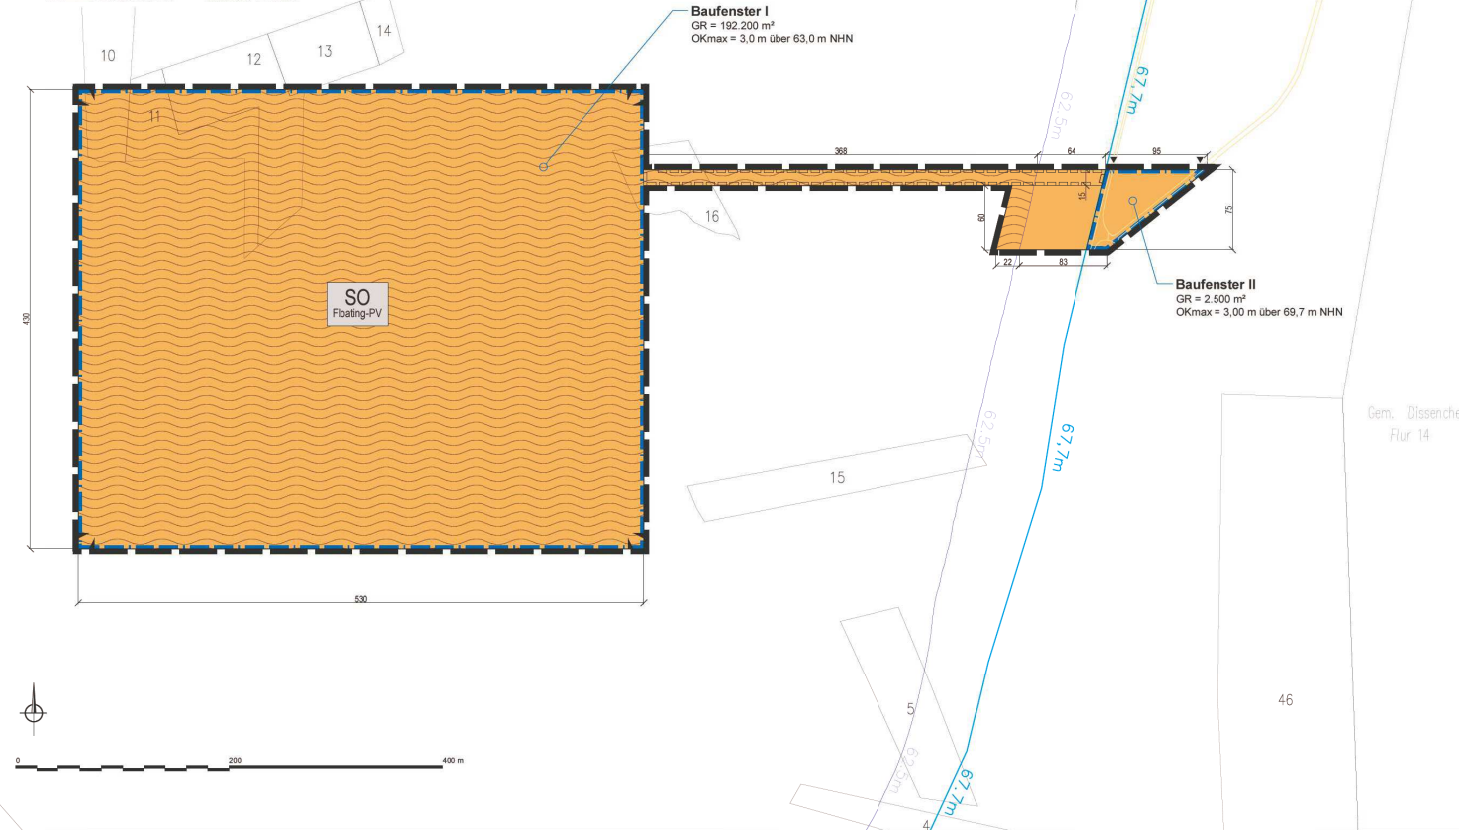 Baufenster I
GR = 192.200 m²
OKmax = 3,0 m über 63,0 m NHN
10
11
12
13
14
67,7m
62.5m
368
64
95
16
15
60
75
22
83
Baufenster II
GR = 2.500 m²
OKmax = 3,00 m über 69,7 m NHN
SO
Floating-PV
430
530
62.5m
67,7m
Gem. Dissenche
Flur 14
15
46
5
62.5m
67.7m
4
0
200
400 m